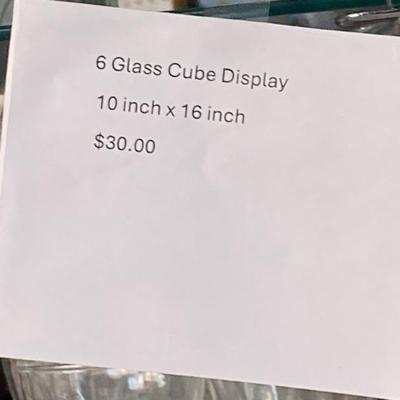 6 Glass Cube Display
10 inch x 16 inch
$30.00